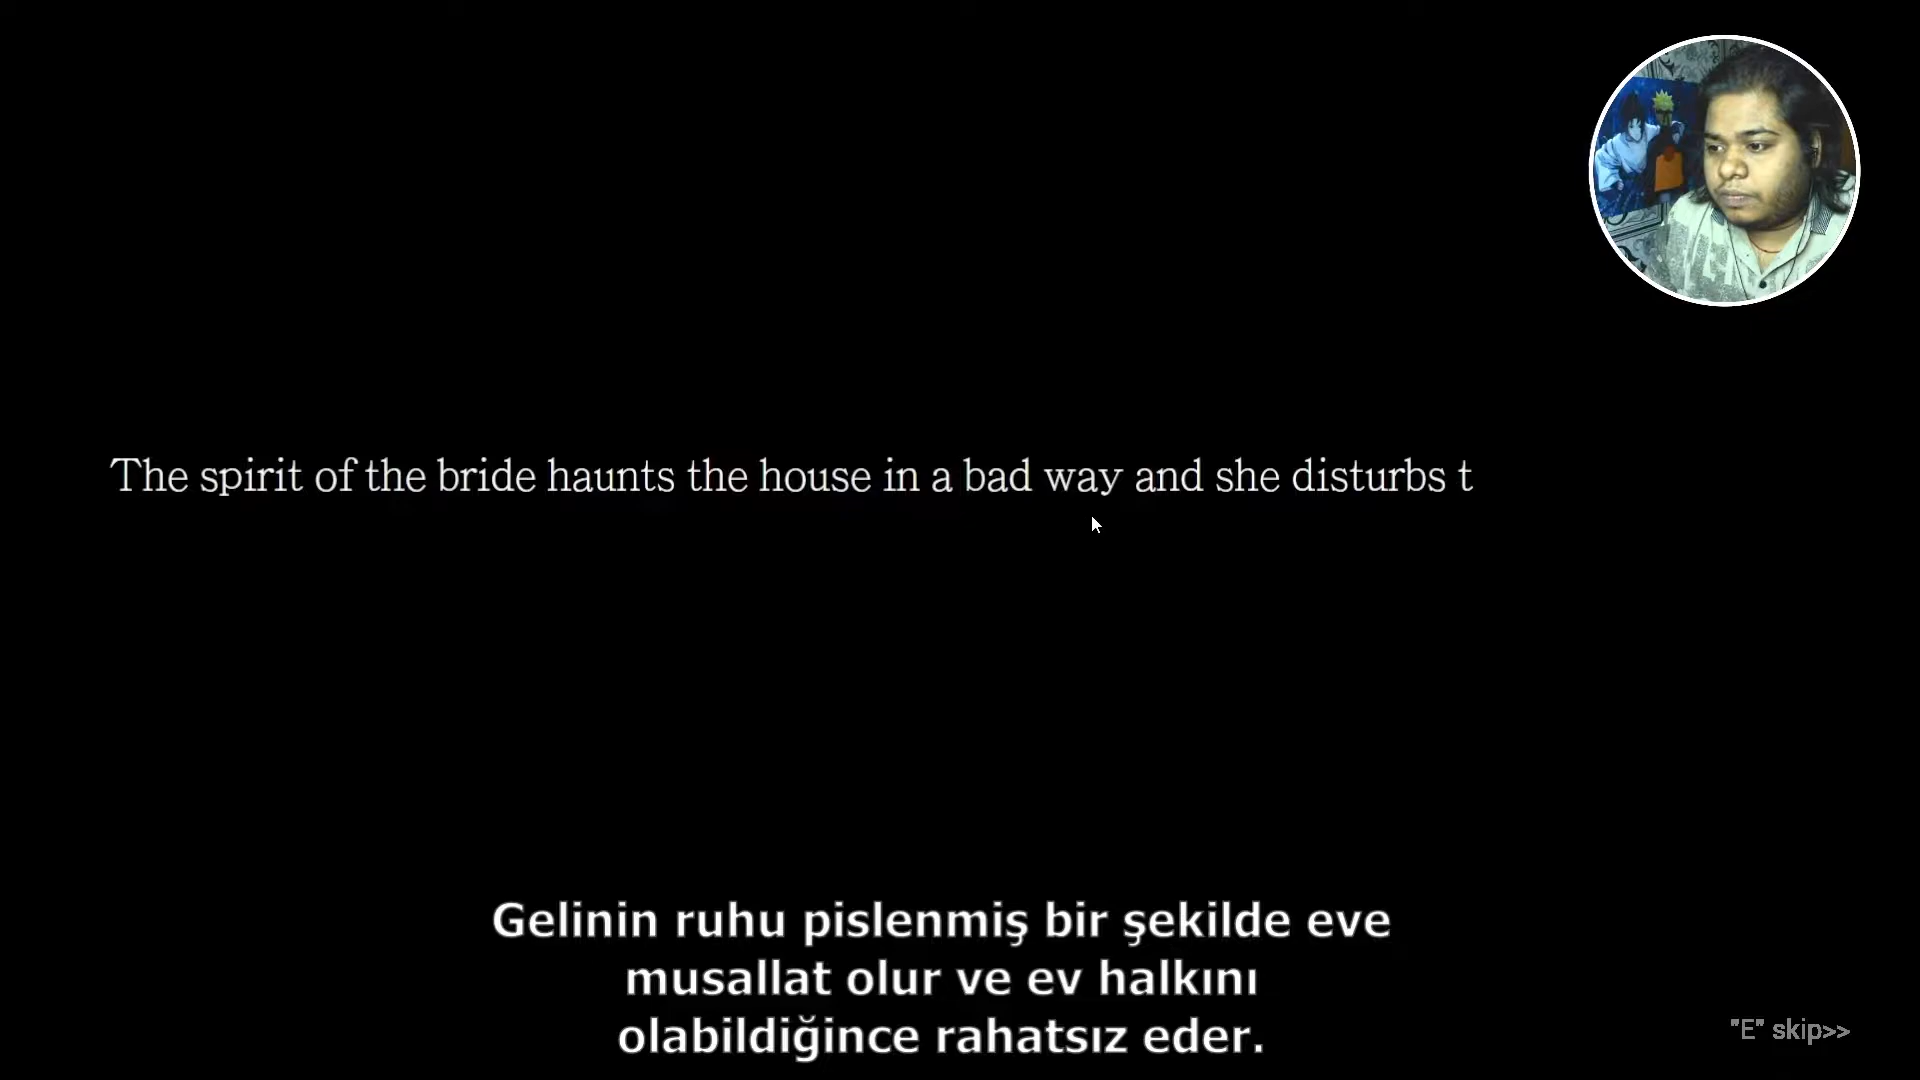 The spirit of the bride haunts the house in a bad way and she disturbs t
Gelinin ruhu pislenmiş bir şekilde eve
musallat olur ve ev halkını
olabildiğince rahatsız eder.
"E" skip>>